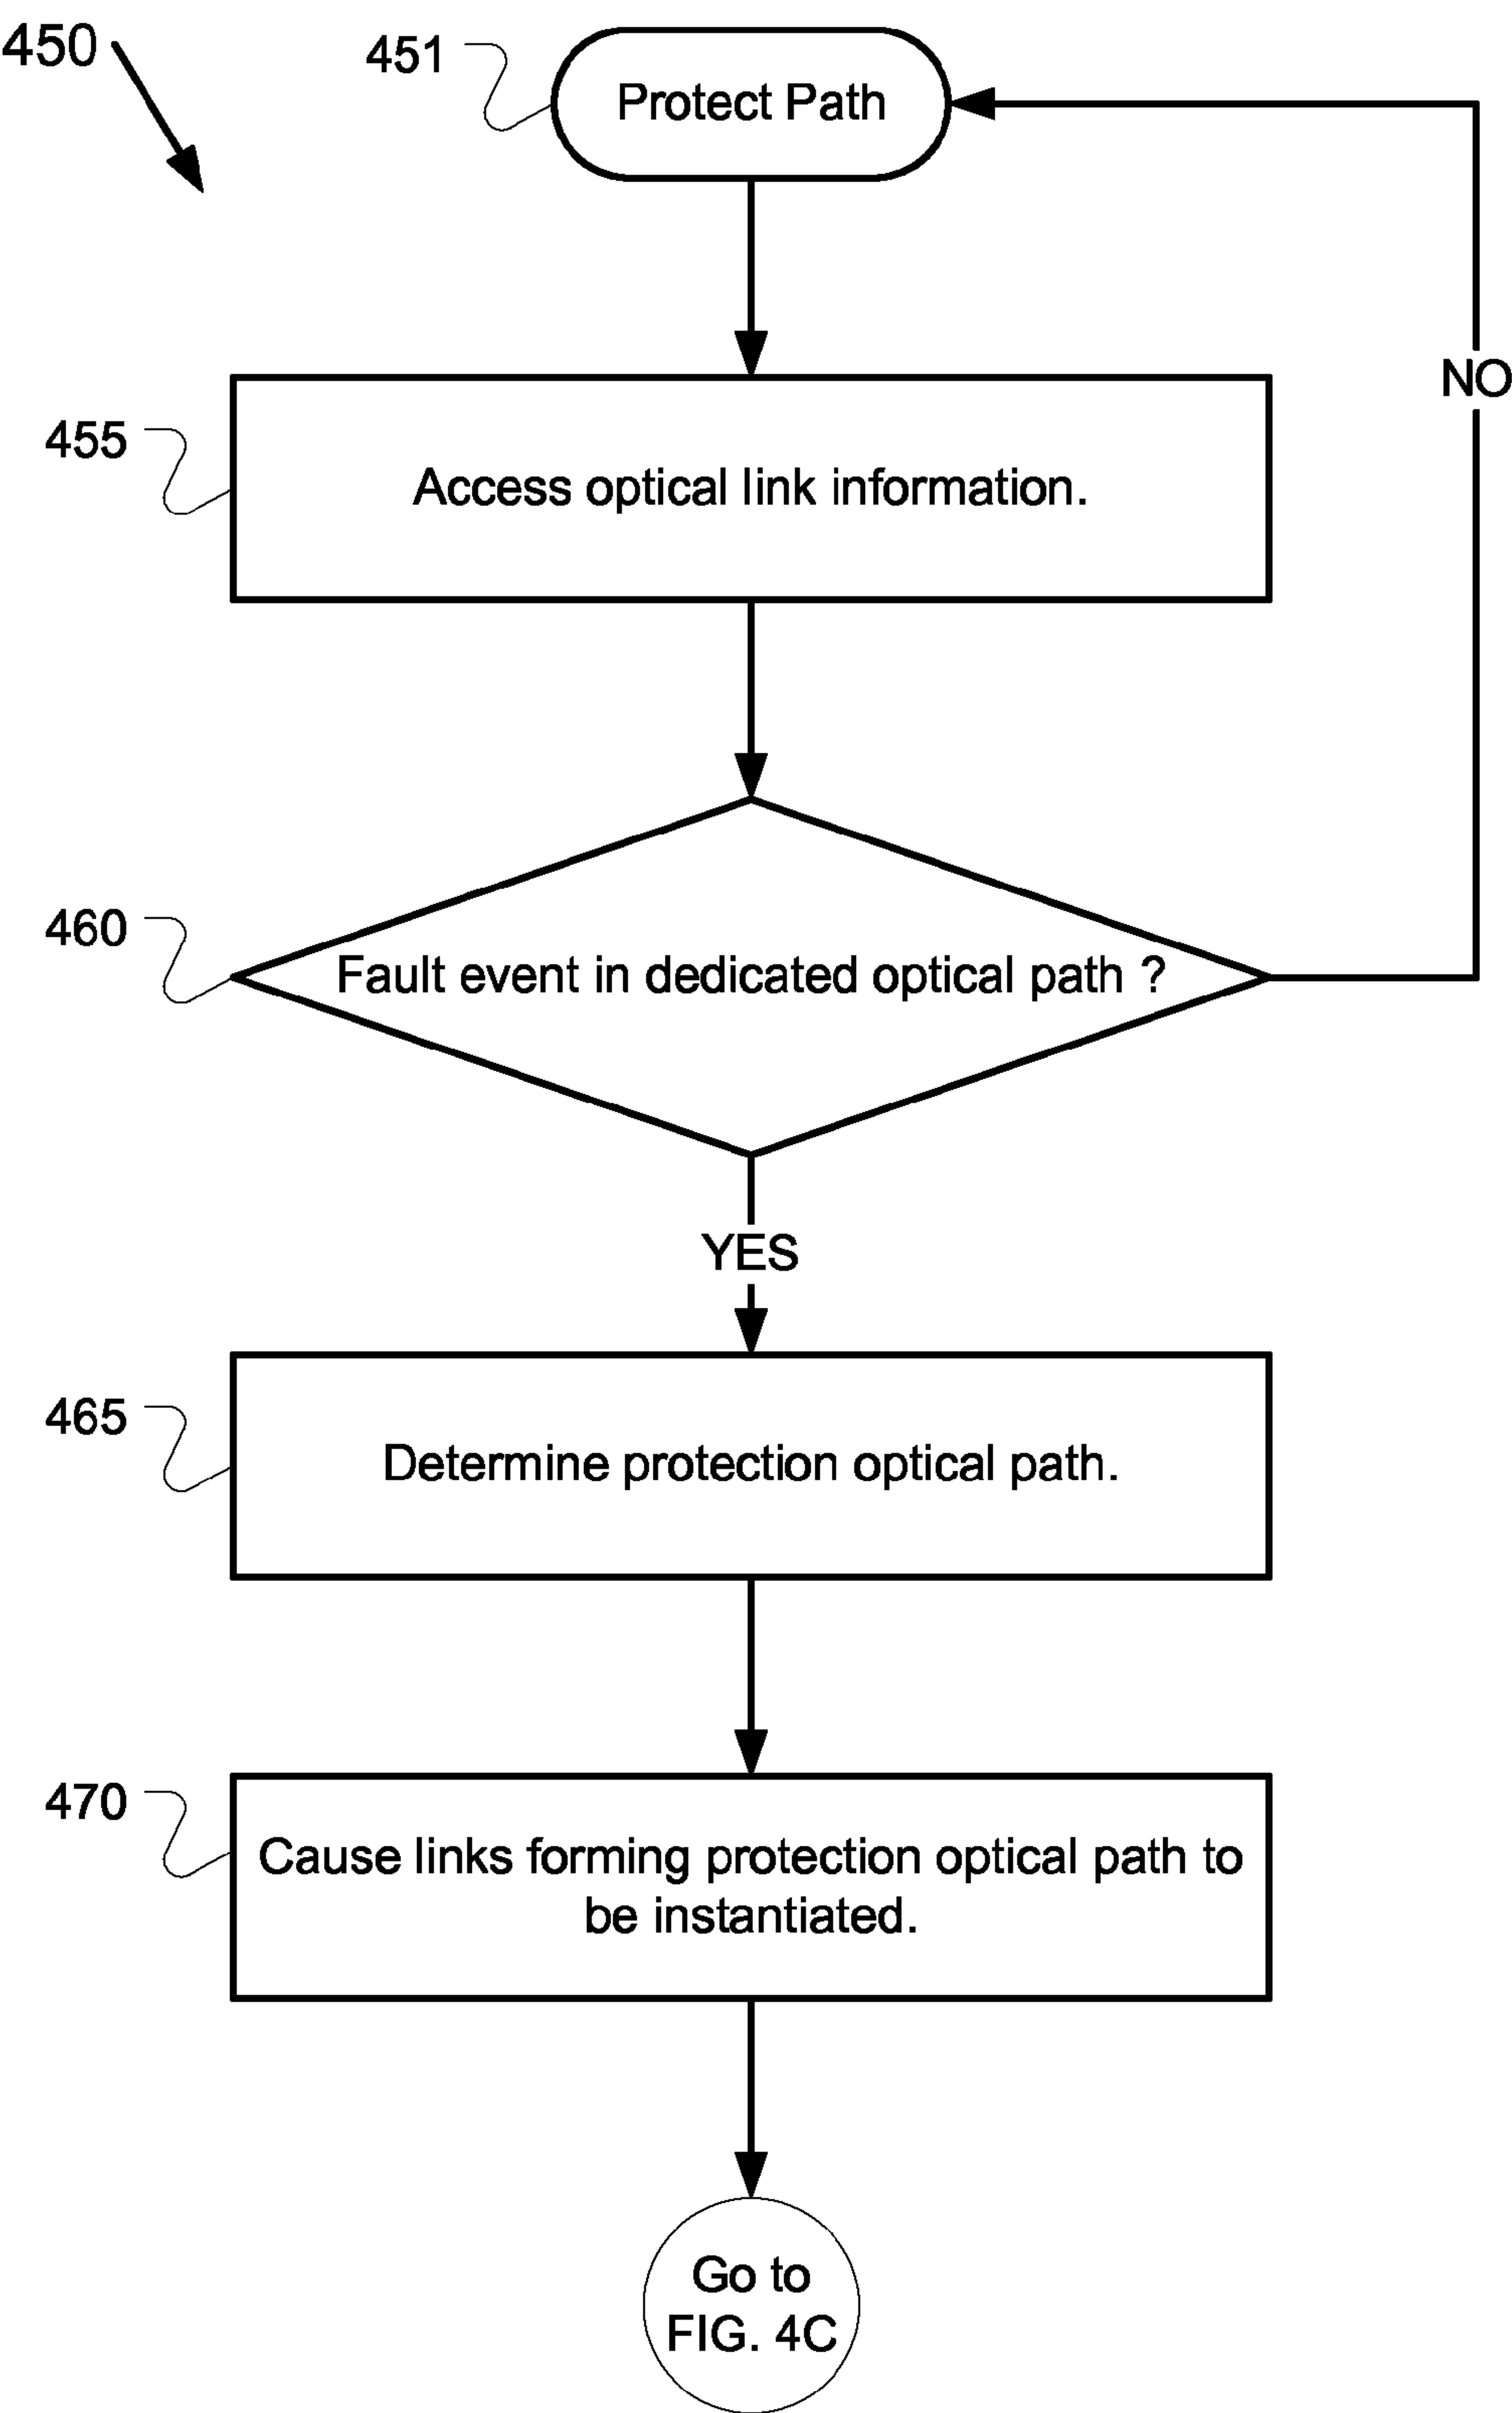 450
451
Protect Path
NO
455
Access optical link information.
460
Fault event in dedicated optical path ?
YES
465
Determine protection optical path.
470
Cause links forming protection optical path to
be instantiated.
Go to
FIG. 4C